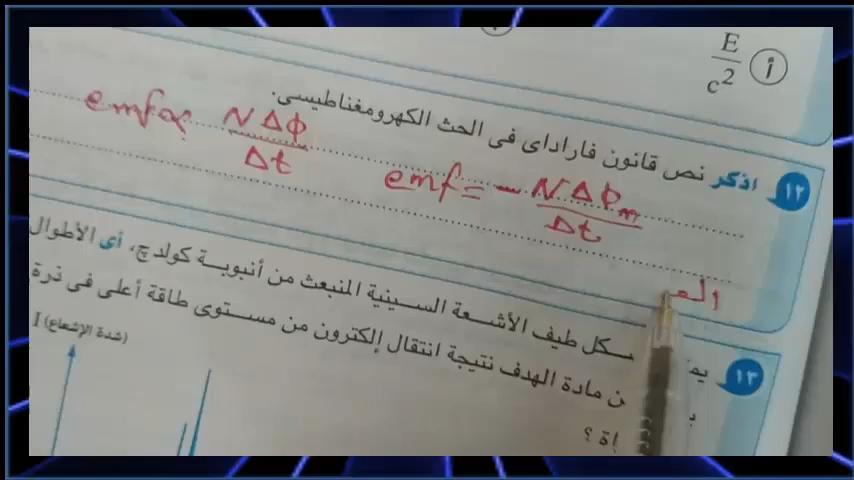 أ E/c²
١٢ اذكر نص قانون فاراداى فى الحث الكهرومغناطيسى.
emf ∝ NΔϕ/Δt
emf = - NΔϕm/Δt
١٣ سكل طيف الأشعة السينية المنبعث من أنبوبة كولدج، أى الأطوال
ن مادة الهدف نتيجة انتقال إلكترون من مستوى طاقة أعلى فى ذرة
اة ؟
I (شدة الإشعاع)